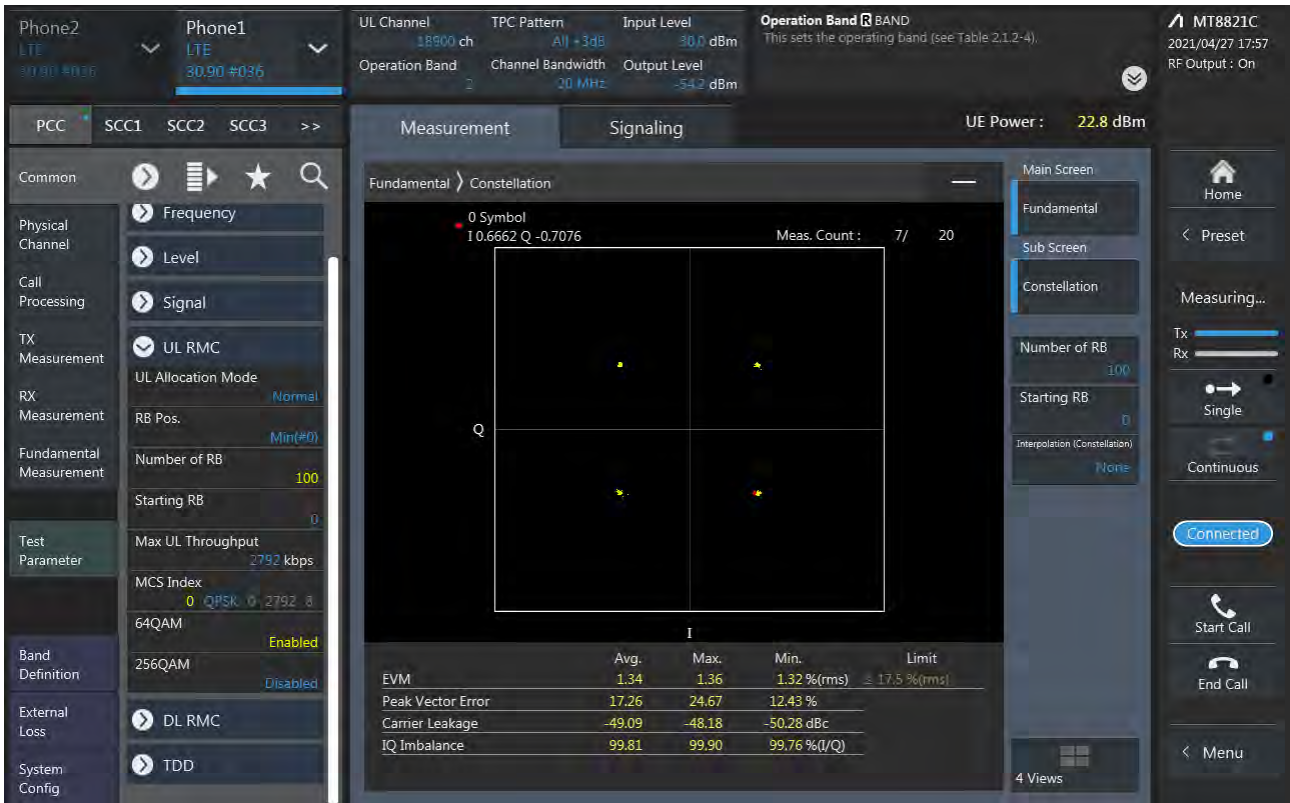 Phone2
LTE
30.90 #036
Phone1
LTE
30.90 #036
UL Channel
18900 ch
TPC Pattern
All +3dB
Input Level
30.0 dBm
Operation Band
2
Channel Bandwidth
20 MHz
Output Level
-54.2 dBm
Operation Band R BAND
This sets the operating band (see Table 2.1.2-4).
MT8821C
2021/04/27 17:57
RF Output : On
PCC
SCC1
SCC2
SCC3
>>
Measurement
Signaling
UE Power :
22.8 dBm
Common
Physical
Channel
Call
Processing
TX
Measurement
RX
Measurement
Fundamental
Measurement
Test
Parameter
Band
Definition
External
Loss
System
Config
Frequency
Level
Signal
UL RMC
UL Allocation Mode
Normal
RB Pos.
Min(#0)
Number of RB
100
Starting RB
0
Max UL Throughput
2792 kbps
MCS Index
0 QPSK 0 2792 8
64QAM
Enabled
256QAM
Disabled
DL RMC
TDD
Fundamental
Constellation
0 Symbol
I 0.6662 Q -0.7076
Meas. Count : 7/ 20
Q
I
Avg. Max. Min. Limit
EVM 1.34 1.36 1.32 %(rms) ≤ 17.5 %(rms)
Peak Vector Error 17.26 24.67 12.43 %
Carrier Leakage -49.09 -48.18 -50.28 dBc
IQ Imbalance 99.81 99.90 99.76 %(I/Q)
Main Screen
Fundamental
Sub Screen
Constellation
Number of RB
100
Starting RB
0
Interpolation (Constellation)
None
4 Views
Home
< Preset
Measuring...
Tx
Rx
Single
Continuous
Connected
Start Call
End Call
< Menu